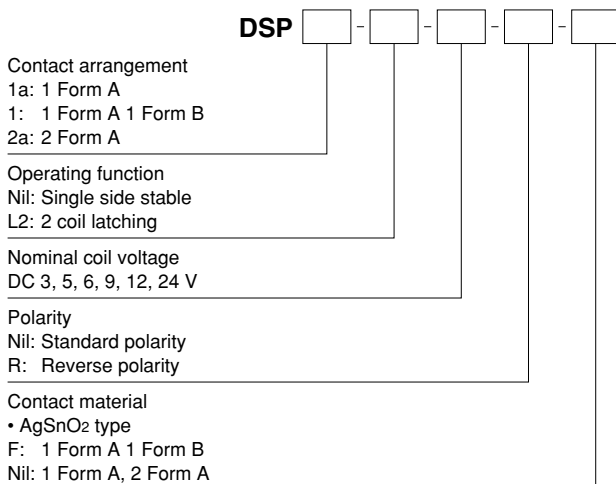 DSP - - - -
Contact arrangement
1a: 1 Form A
1: 1 Form A 1 Form B
2a: 2 Form A
Operating function
Nil: Single side stable
L2: 2 coil latching
Nominal coil voltage
DC 3, 5, 6, 9, 12, 24 V
Polarity
Nil: Standard polarity
R: Reverse polarity
Contact material
• AgSnO2 type
F: 1 Form A 1 Form B
Nil: 1 Form A, 2 Form A